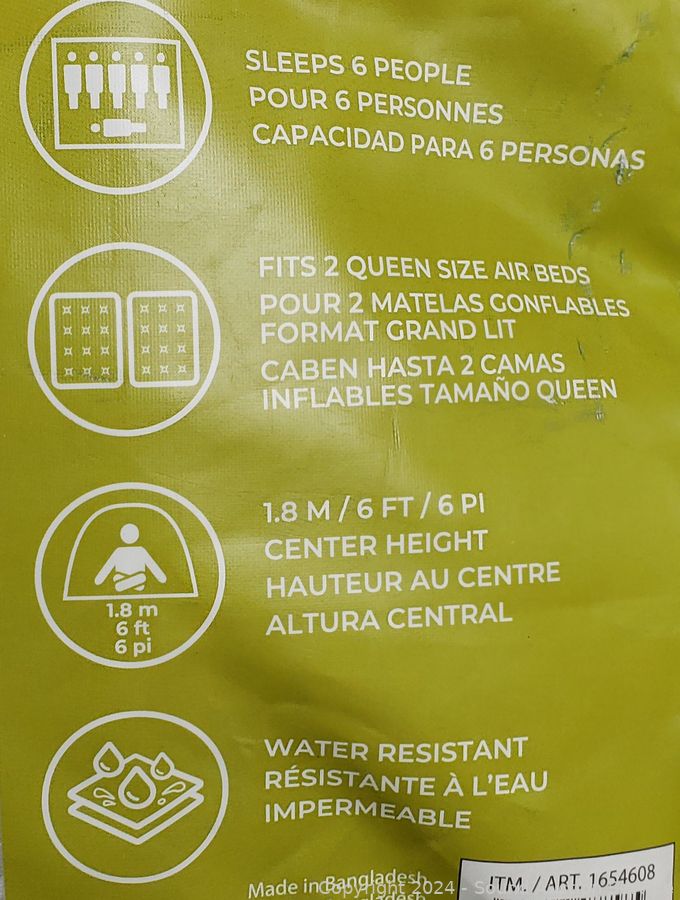 SLEEPS 6 PEOPLE
POUR 6 PERSONNES
CAPACIDAD PARA 6 PERSONAS
FITS 2 QUEEN SIZE AIR BEDS
POUR 2 MATELAS GONFLABLES
FORMAT GRAND LIT
CABEN HASTA 2 CAMAS
INFLABLES TAMAÑO QUEEN
1.8 M / 6 FT / 6 PI
CENTER HEIGHT
HAUTEUR AU CENTRE
ALTURA CENTRAL
1.8 m
6 ft
6 pi
WATER RESISTANT
RÉSISTANTE À L'EAU
IMPERMEABLE
Made in Bangladesh
Copyright 2024 -
ITM. / ART. 1654608